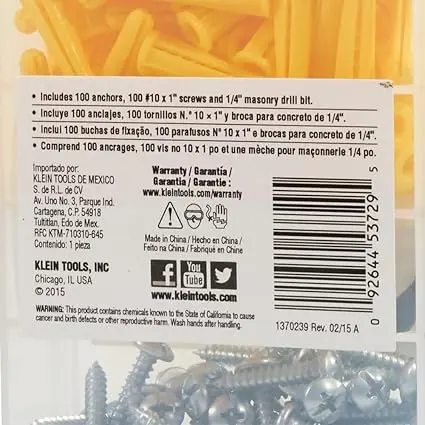 • Includes 100 anchors, 100 #10 x 1" screws and 1/4" masonry drill bit.
• Incluye 100 anclajes, 100 tornillos N.° 10 × 1" y broca para concreto de 1/4".
• Inclui 100 buchas de fixação, 100 parafusos N° 10 x 1" e brocas para concreto de 1/4".
• Comprend 100 ancrages, 100 vis no 10 x 1 po et une mèche pour maçonnerie 1/4 po.
Importado por:
KLEIN TOOLS DE MEXICO
S. de R.L. de CV
Av. Uno No. 3, Parque Ind.
Cartagena, C.P. 54918
Tultitlan, Edo de Mex.
RFC KTM-710310-645
Contenido: 1 pieza
KLEIN TOOLS, INC
Chicago, IL USA
© 2015
Warranty / Garantía /
Garantia / Garantie :
www.kleintools.com/warranty
Made in China / Hecho en China /
Feito na China / Fabriqué en Chine
f
You
Tube
www.kleintools.com
WARNING: This product contains chemicals known to the State of California to cause
cancer and birth defects or other reproductive harm. Wash hands after handling.
0 92644 53729 5
1370239 Rev. 02/15 A